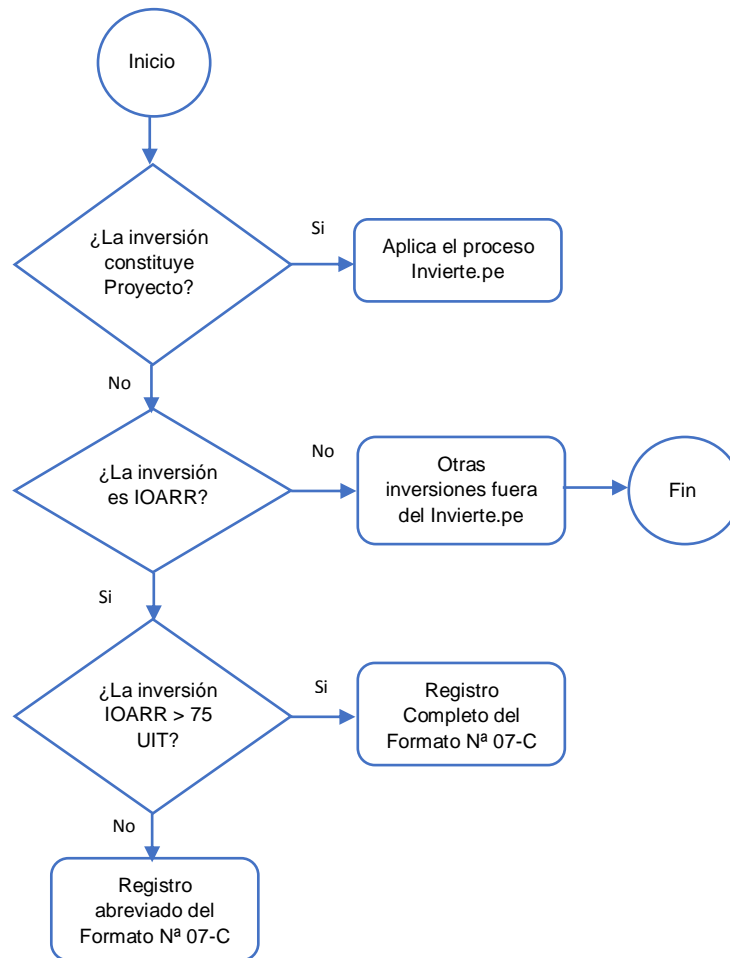 Inicio
¿La inversión
constituye
Proyecto?
Si
Aplica el proceso
Invierte.pe
No
¿La inversión
es IOARR?
No
Otras
inversiones fuera
del Invierte.pe
Fin
Si
¿La inversión
IOARR > 75
UIT?
Si
Registro
Completo del
Formato Nª 07-C
No
Registro
abreviado del
Formato Nª 07-C